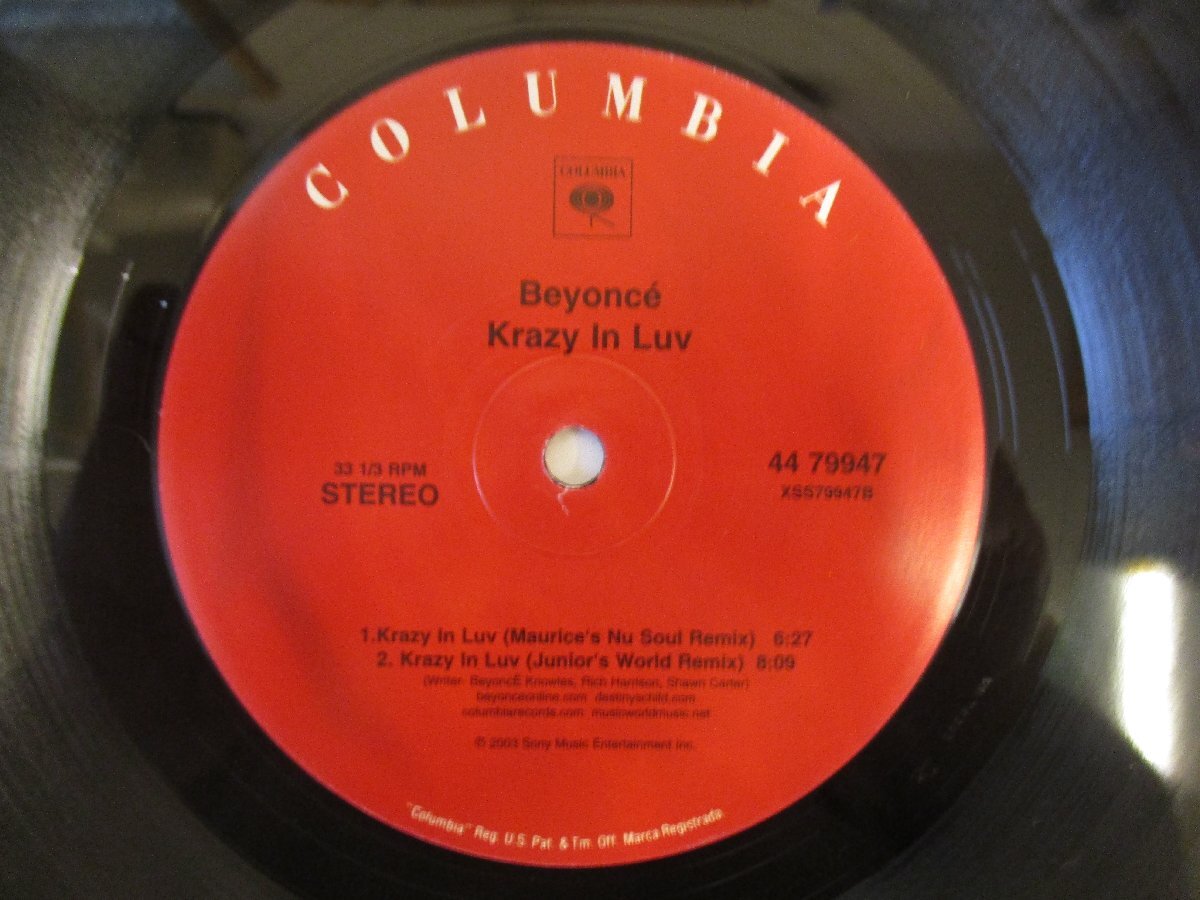 COLUMBIA
COLUMBIA
Beyoncé
Krazy In Luv
33 1/3 RPM
STEREO
44 79947
XSS79947B
1.Krazy In Luv (Maurice's Nu Soul Remix) 6:27
2. Krazy In Luv (Junior's World Remix) 8:09
(Writer- BeyoncÉ Knowles, Rich Harrison, Shawn Carter)
beyonceonline.com destinyschild.com
columbiarecords.com musicworldmusic.net
© 2003 Sony Music Entertainment Inc.
"Columbia" Reg. U.S. Pat. & Tm. Off. Marca Registrada.